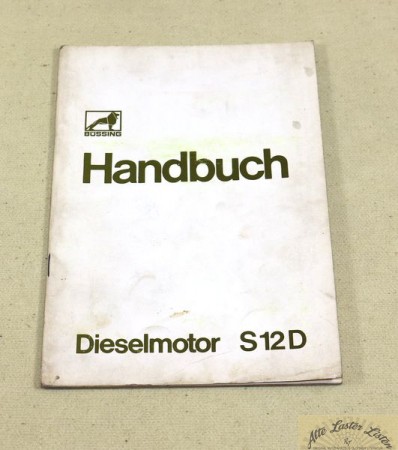 BÜSSING
Handbuch
Dieselmotor S12D
Alte Laster Listen